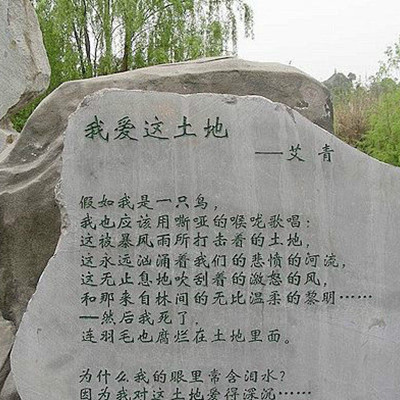 我爱这土地
——艾青
假如我是一只鸟，
我也应该用嘶哑的喉咙歌唱：
这被暴风雨所打击着的土地，
这永远汹涌着我们的悲愤的河流，
这无止息地吹刮着的激怒的风，
和那来自林间的无比温柔的黎明……
——然后我死了，
连羽毛也腐烂在土地里面。
为什么我的眼里常含泪水？
因为我对这土地爱得深沉……